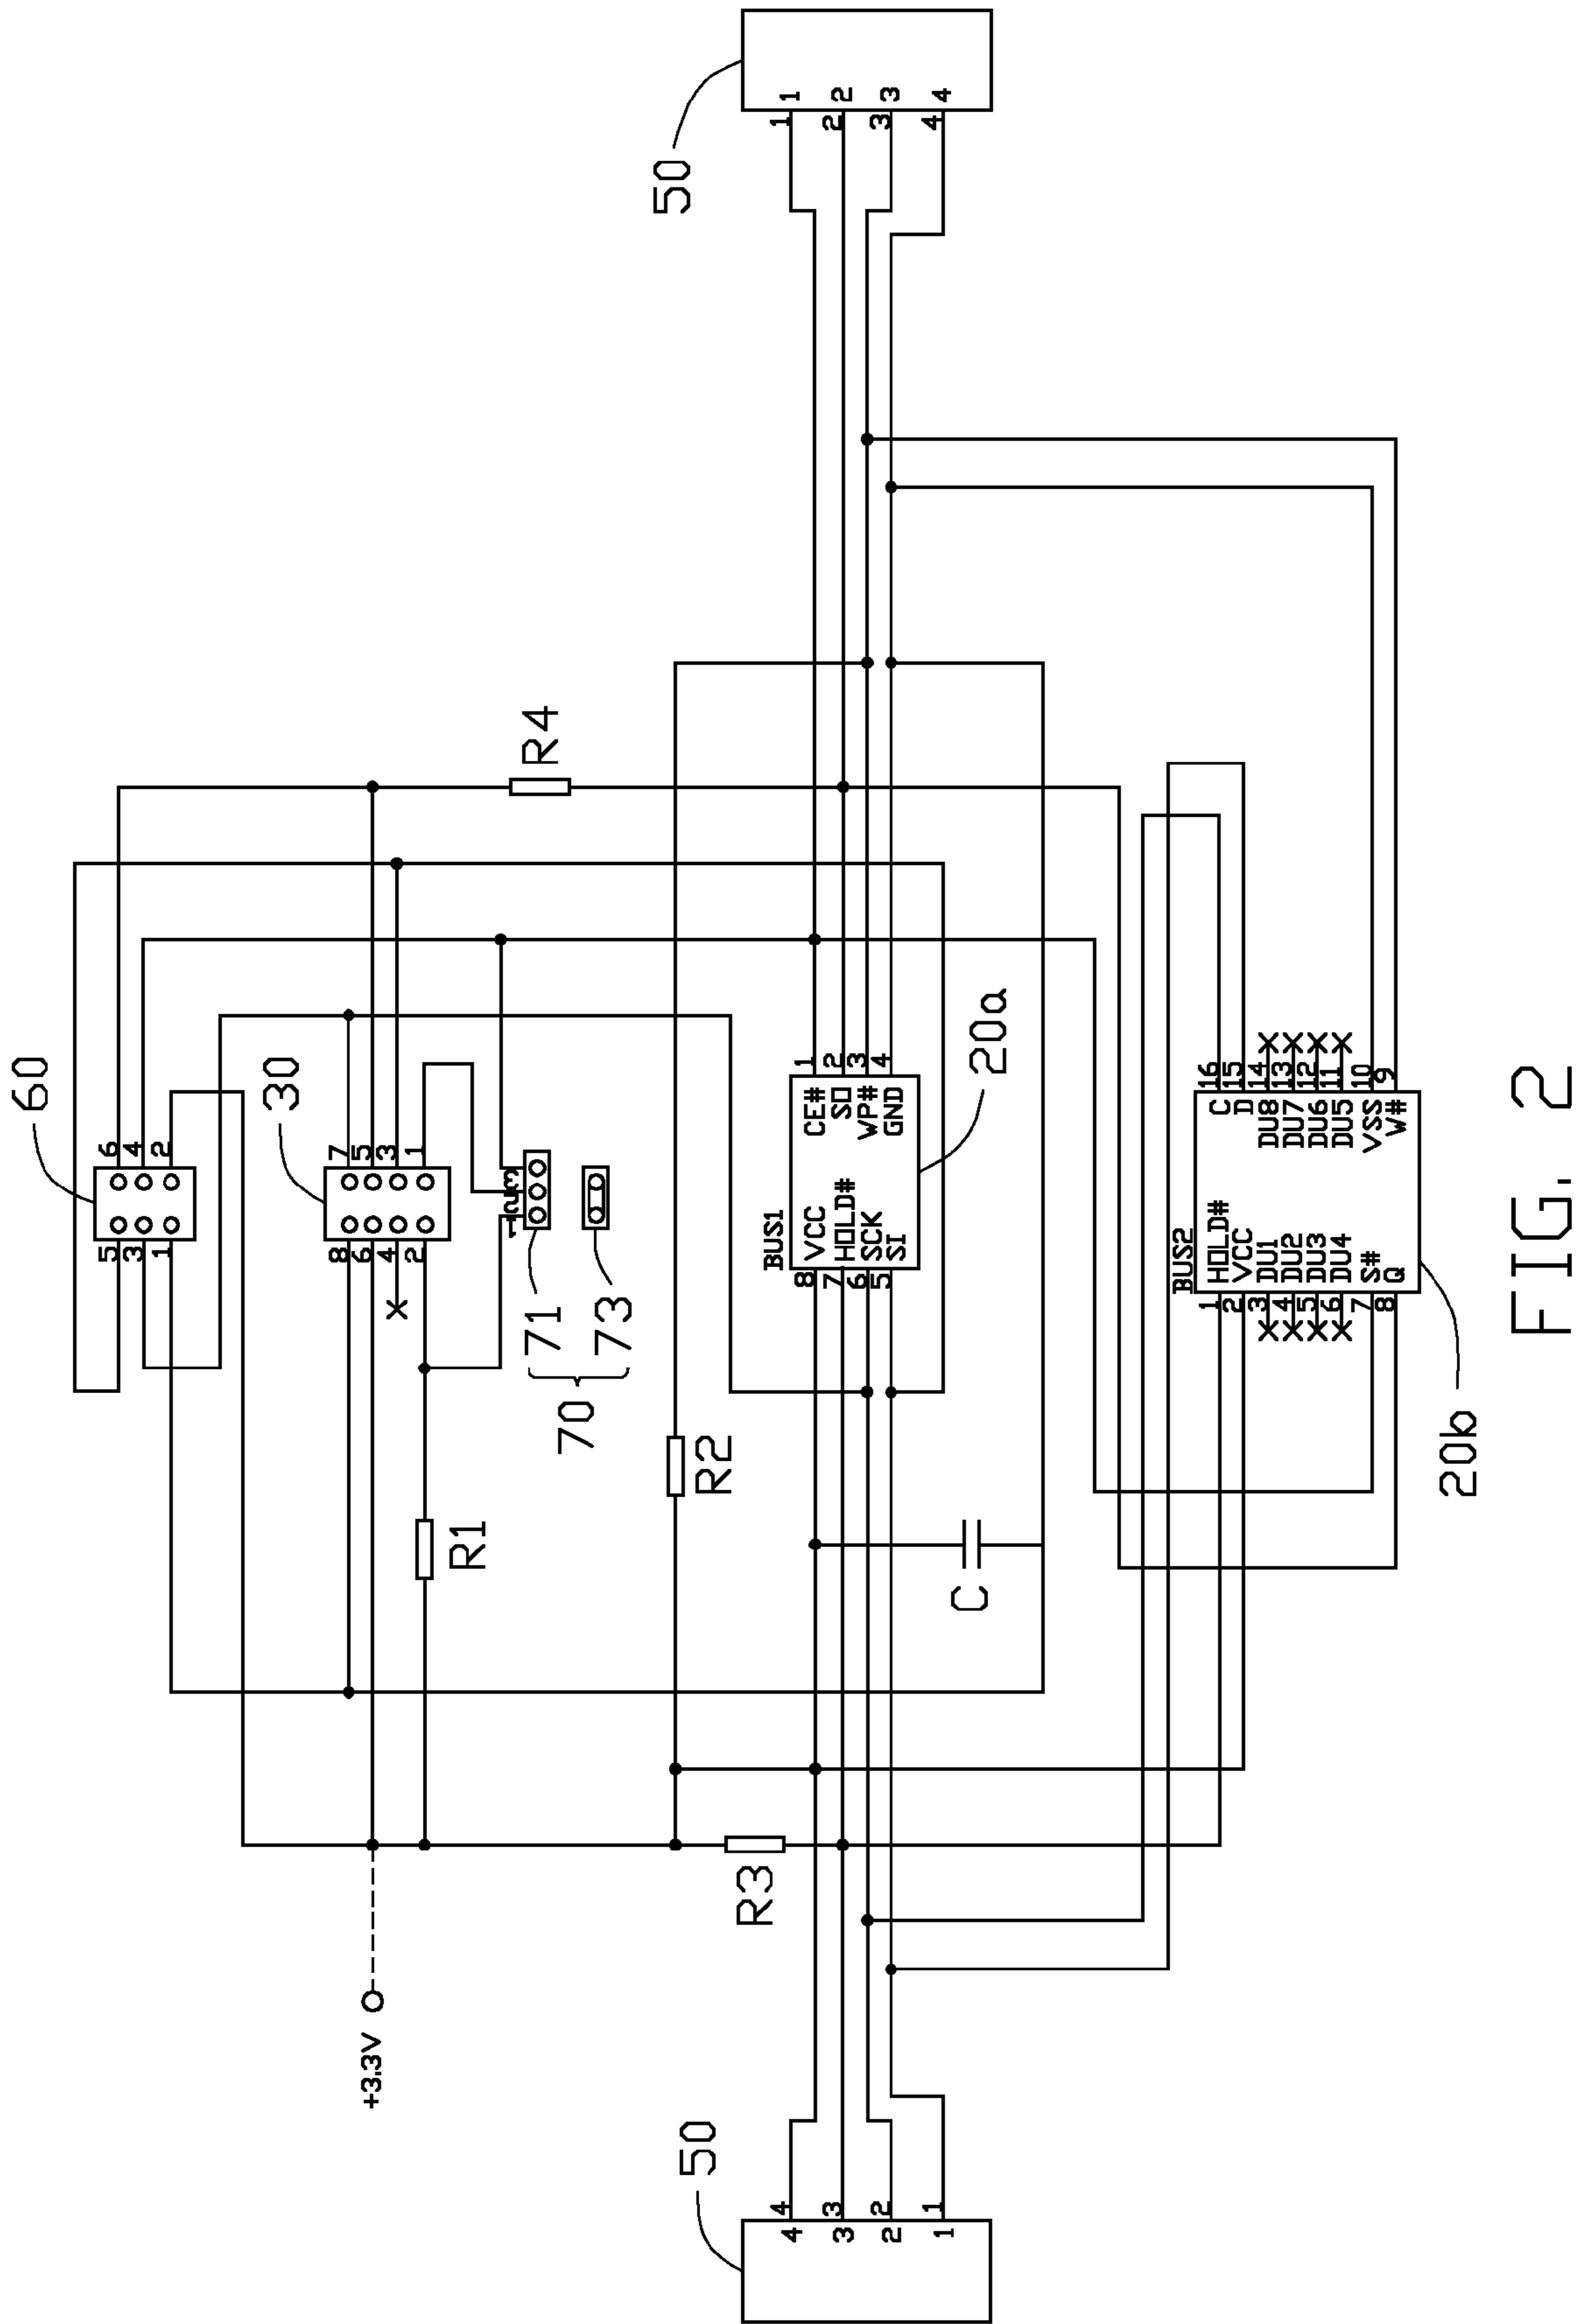 60
5 6
3 4
1 2
30
8 7
6 5
4 3
2 1
+3.3V
R1
R4
1 2 3
71
73
70
R2
R3
50
4 4
3 3
2 2
1 1
BUS1
8 VCC CE# 1
7 HOLD# SO 2
6 SCK WP# 3
5 SI GND 4
20a
C
50
1 1
2 2
3 3
4 4
BUS2
1 HOLD# C 16
2 VCC D 15
3 DU1 DU8 14
4 DU2 DU7 13
5 DU3 DU6 12
6 DU4 DU5 11
7 S# VSS 10
8 Q W# 9
20b
FIG. 2